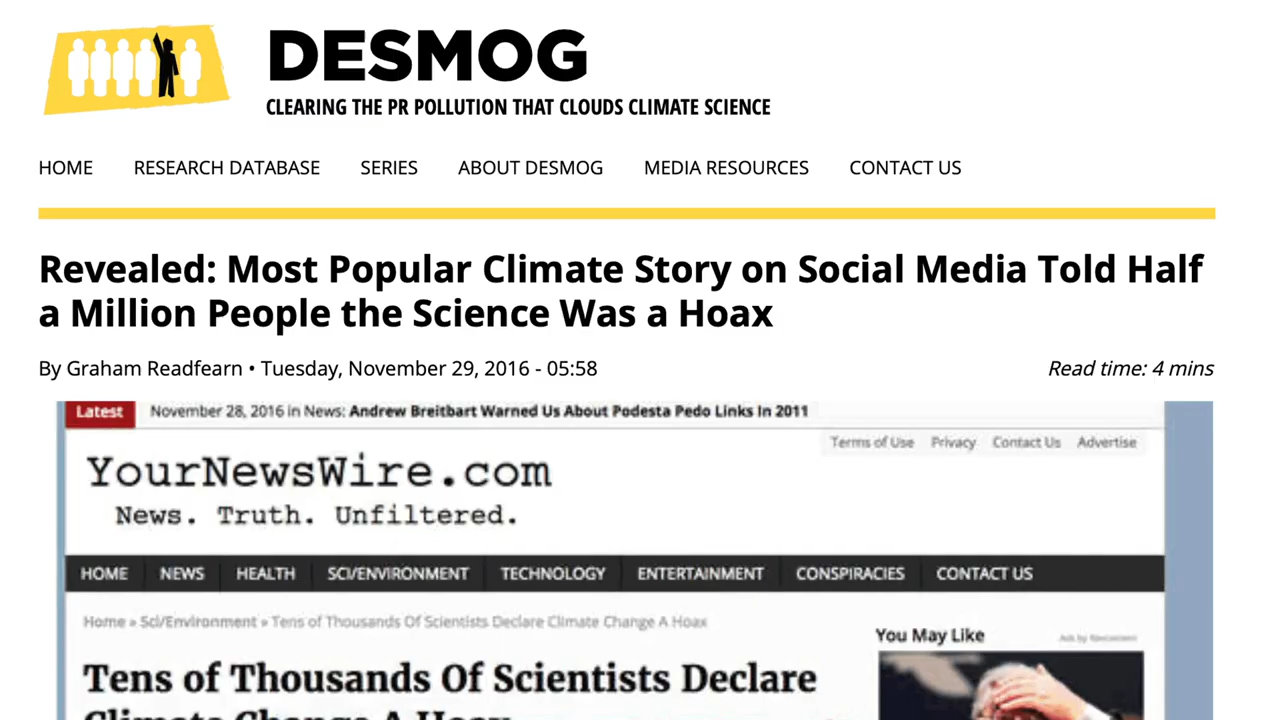 DESMOG
CLEARING THE PR POLLUTION THAT CLOUDS CLIMATE SCIENCE
HOME RESEARCH DATABASE SERIES ABOUT DESMOG MEDIA RESOURCES CONTACT US
Revealed: Most Popular Climate Story on Social Media Told Half
a Million People the Science Was a Hoax
By Graham Readfearn • Tuesday, November 29, 2016 - 05:58 Read time: 4 mins
Latest November 28, 2016 in News: Andrew Breitbart Warned Us About Podesta Pedo Links In 2011
Terms of Use Privacy Contact Us Advertise
YourNewsWire.com
News. Truth. Unfiltered.
HOME NEWS HEALTH SCI/ENVIRONMENT TECHNOLOGY ENTERTAINMENT CONSPIRACIES CONTACT US
Home » Sci/Environment » Tens of Thousands Of Scientists Declare Climate Change A Hoax
You May Like
Tens of Thousands Of Scientists Declare
Climate Change A Hoax